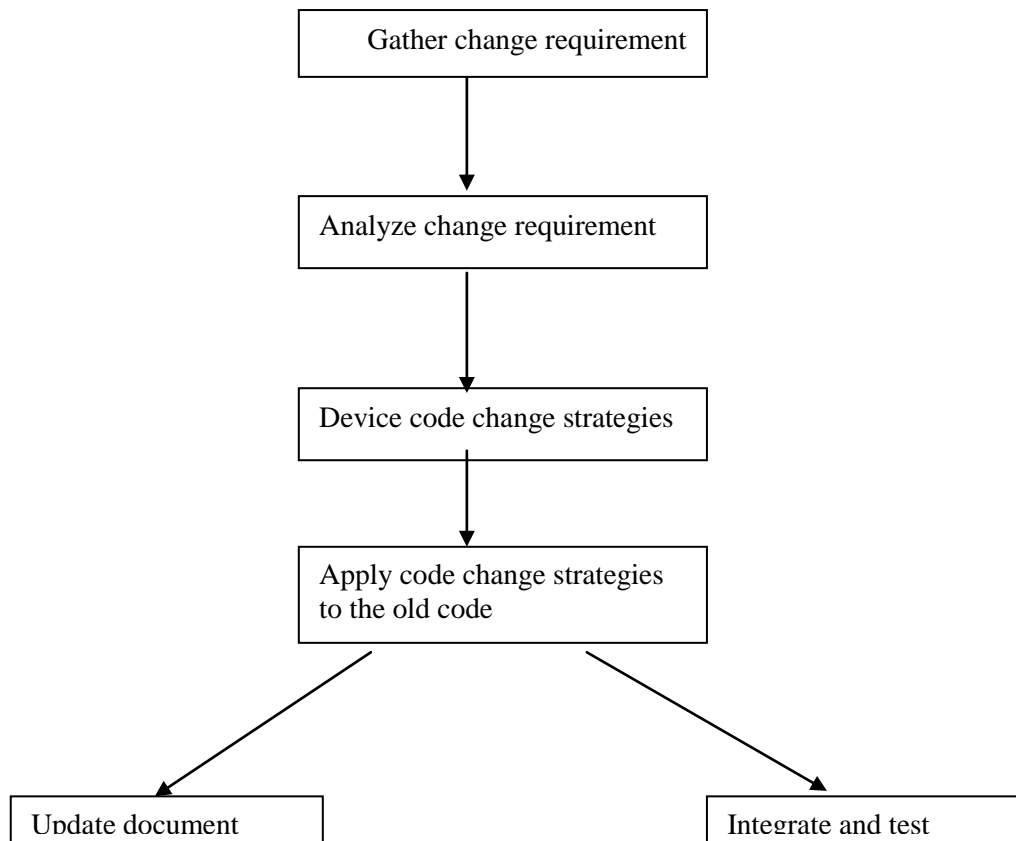 Gather change requirement
Analyze change requirement
Device code change strategies
Apply code change strategies
to the old code
Update document
Integrate and test